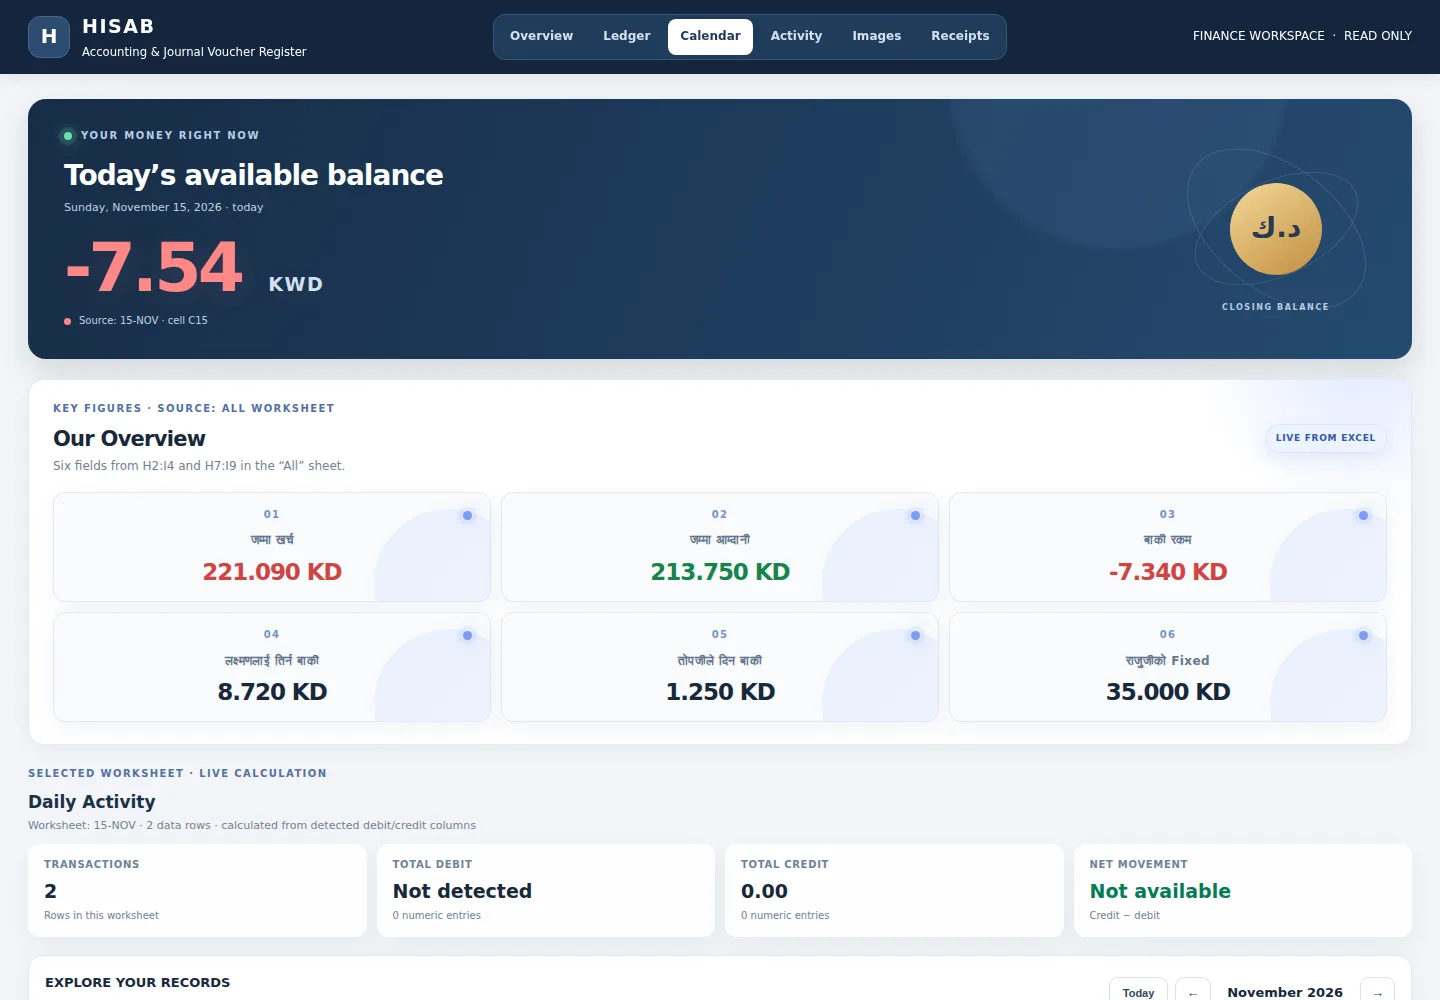 H
HISAB
Accounting & Journal Voucher Register
Overview
Ledger
Calendar
Activity
Images
Receipts
FINANCE WORKSPACE · READ ONLY
YOUR MONEY RIGHT NOW
Today’s available balance
Sunday, November 15, 2026 · today
-7.54 KWD
Source: 15-NOV · cell C15
د.ك
CLOSING BALANCE
KEY FIGURES · SOURCE: ALL WORKSHEET
Our Overview
Six fields from H2:I4 and H7:I9 in the “All” sheet.
LIVE FROM EXCEL
01
जम्मा खर्च
221.090 KD
02
जम्मा आम्दानी
213.750 KD
03
बाकी रकम
-7.340 KD
04
लक्ष्मणलाई तिर्न बाकी
8.720 KD
05
तोपजीले दिन बाकी
1.250 KD
06
राजुजीको Fixed
35.000 KD
SELECTED WORKSHEET · LIVE CALCULATION
Daily Activity
Worksheet: 15-NOV · 2 data rows · calculated from detected debit/credit columns
TRANSACTIONS
2
Rows in this worksheet
TOTAL DEBIT
Not detected
0 numeric entries
TOTAL CREDIT
0.00
0 numeric entries
NET MOVEMENT
Not available
Credit − debit
EXPLORE YOUR RECORDS
Today
←
November 2026
→